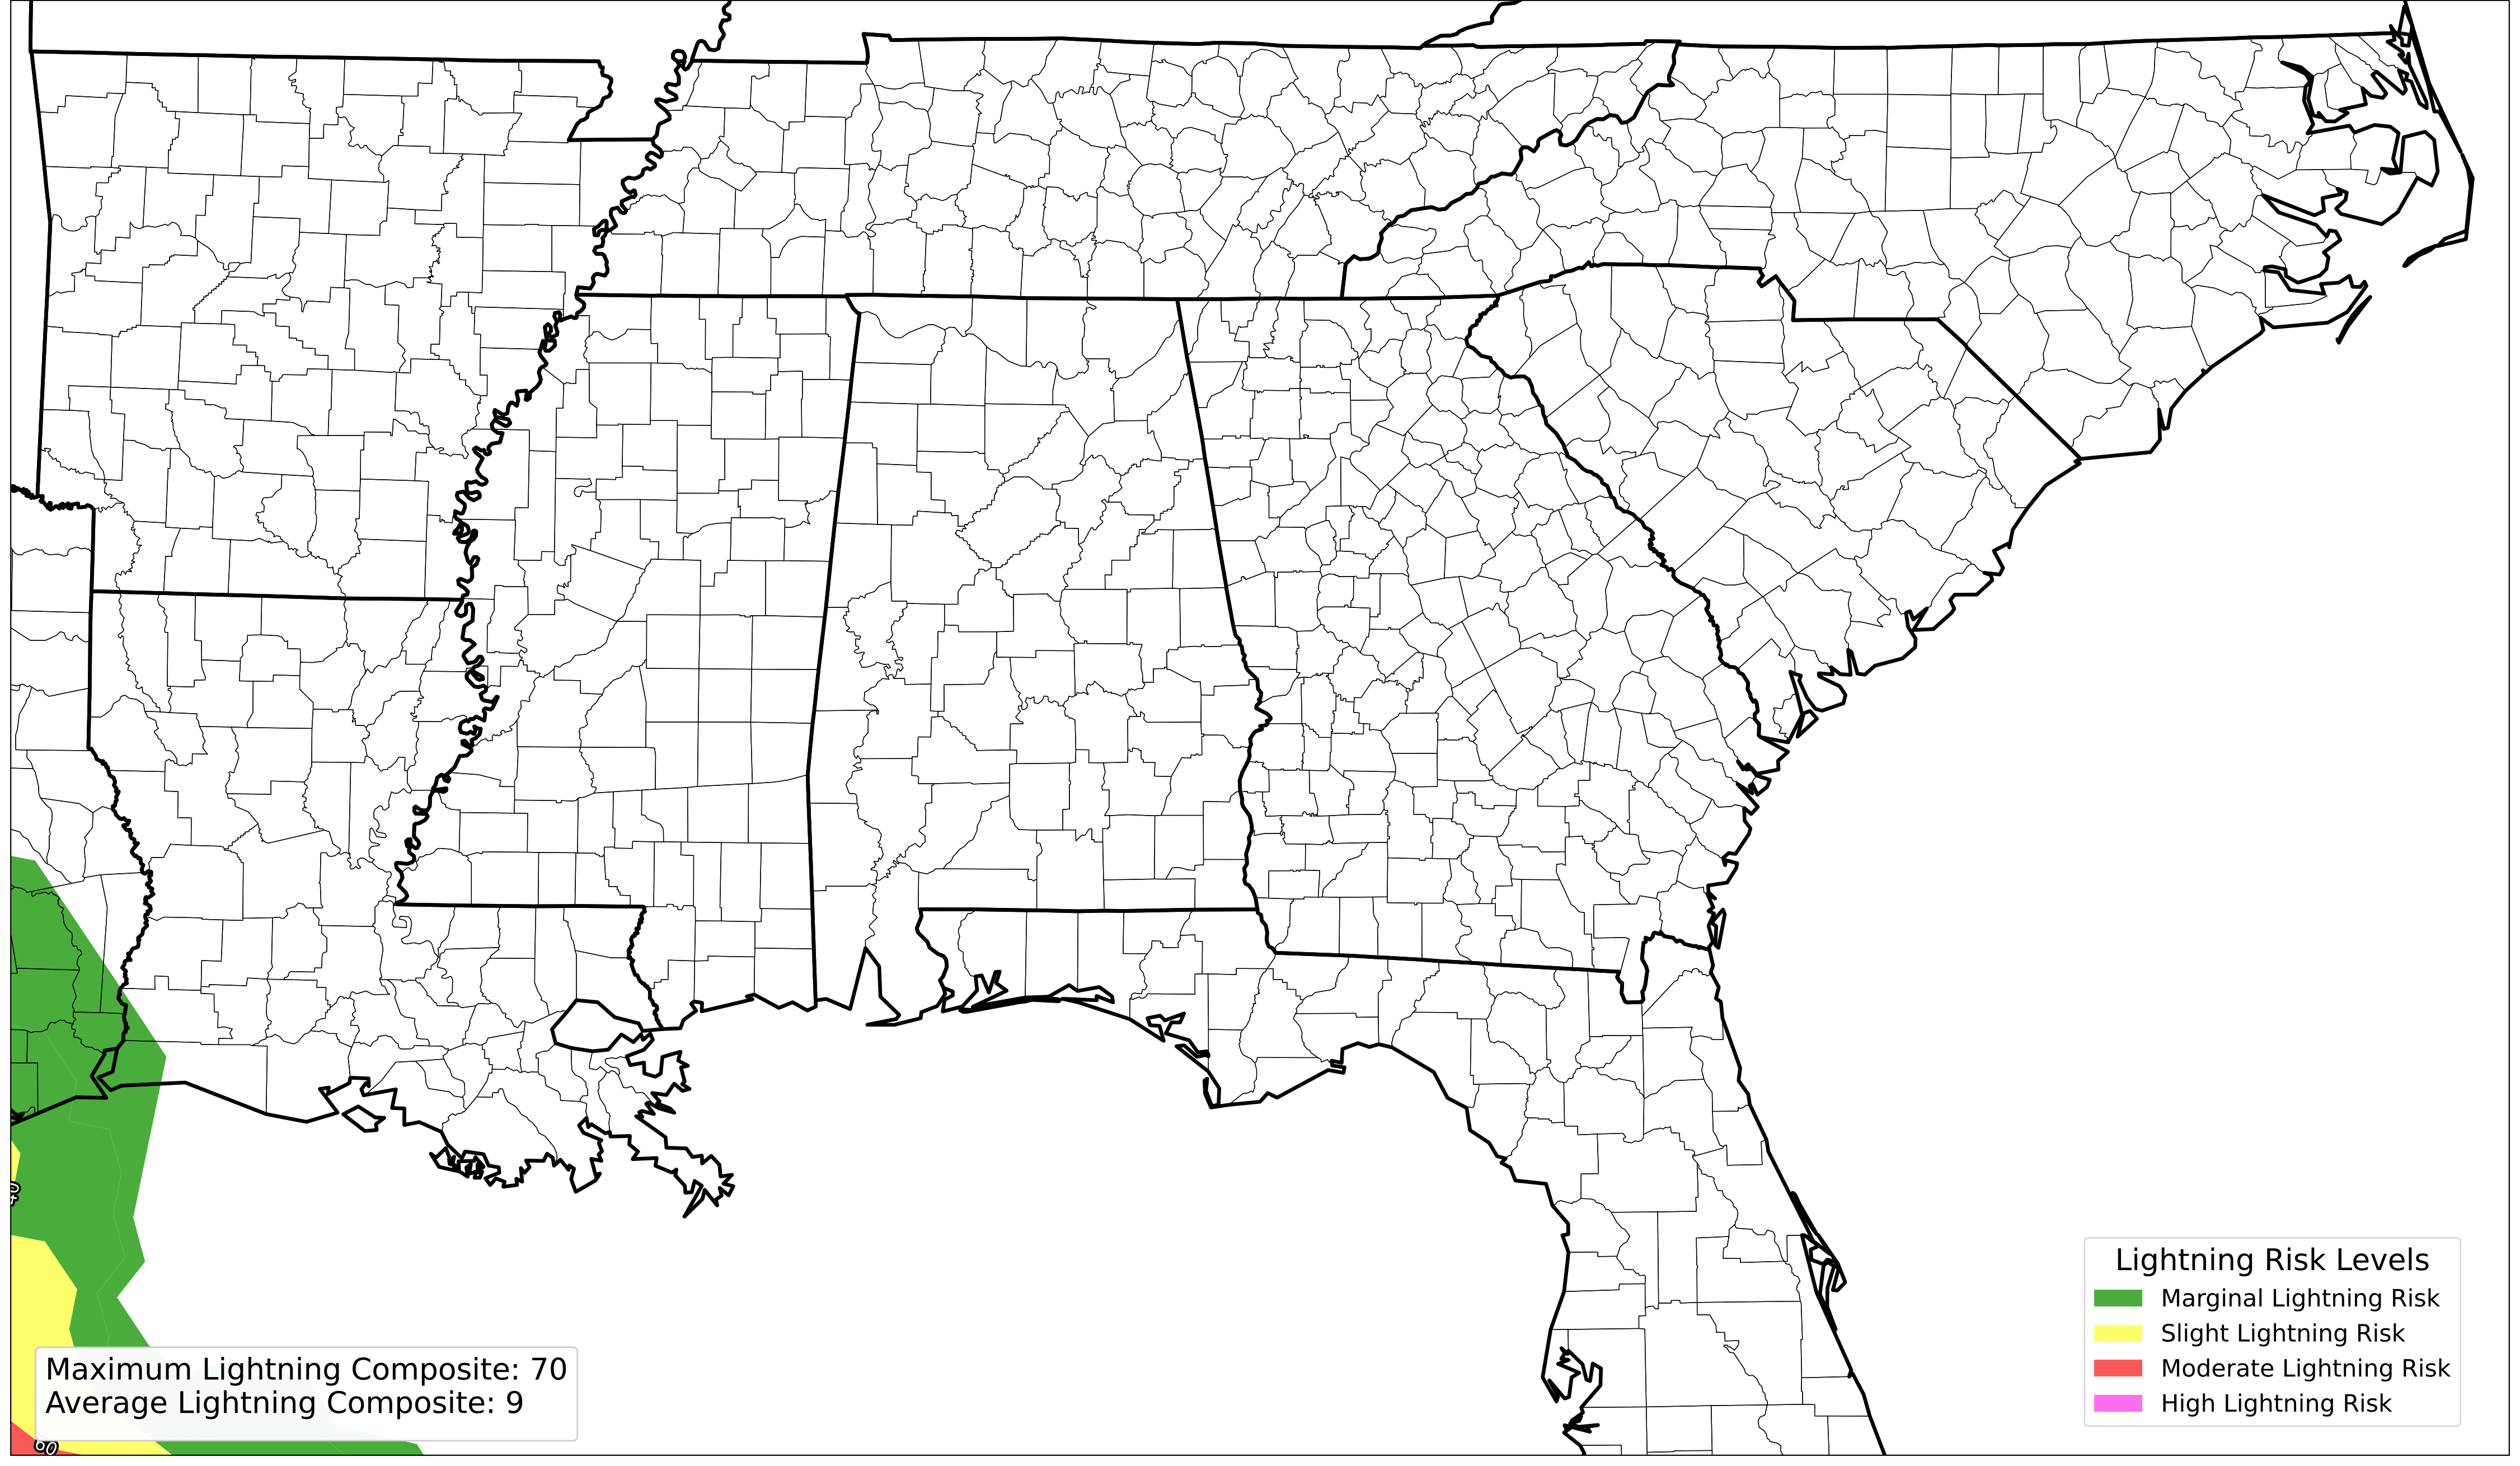 Lightning Risk Levels
Marginal Lightning Risk
Slight Lightning Risk
Moderate Lightning Risk
High Lightning Risk
Maximum Lightning Composite: 70
Average Lightning Composite: 9
60